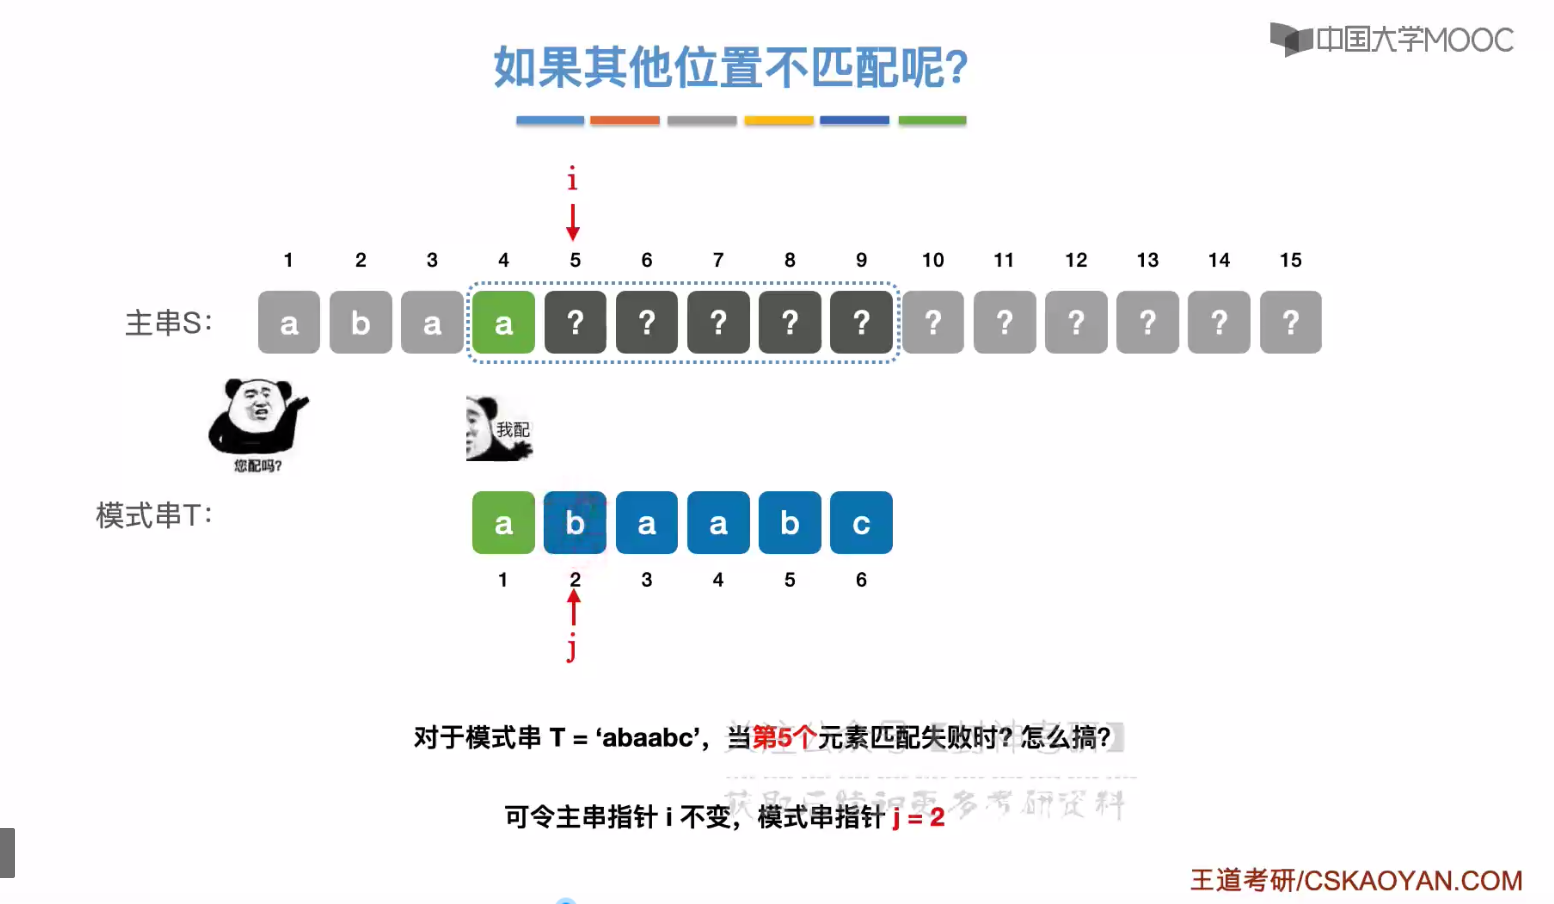 中国大学MOOC
如果其他位置不匹配呢?
i
1 2 3 4 5 6 7 8 9 10 11 12 13 14 15
主串S: a b a a ? ? ? ? ? ? ? ? ? ? ?
您配吗?
我配
模式串T: a b a a b c
1 2 3 4 5 6
j
对于模式串 T = ‘abaabc’，当第5个元素匹配失败时? 怎么搞?
可令主串指针 i 不变，模式串指针 j = 2
王道考研/CSKAOYAN.COM